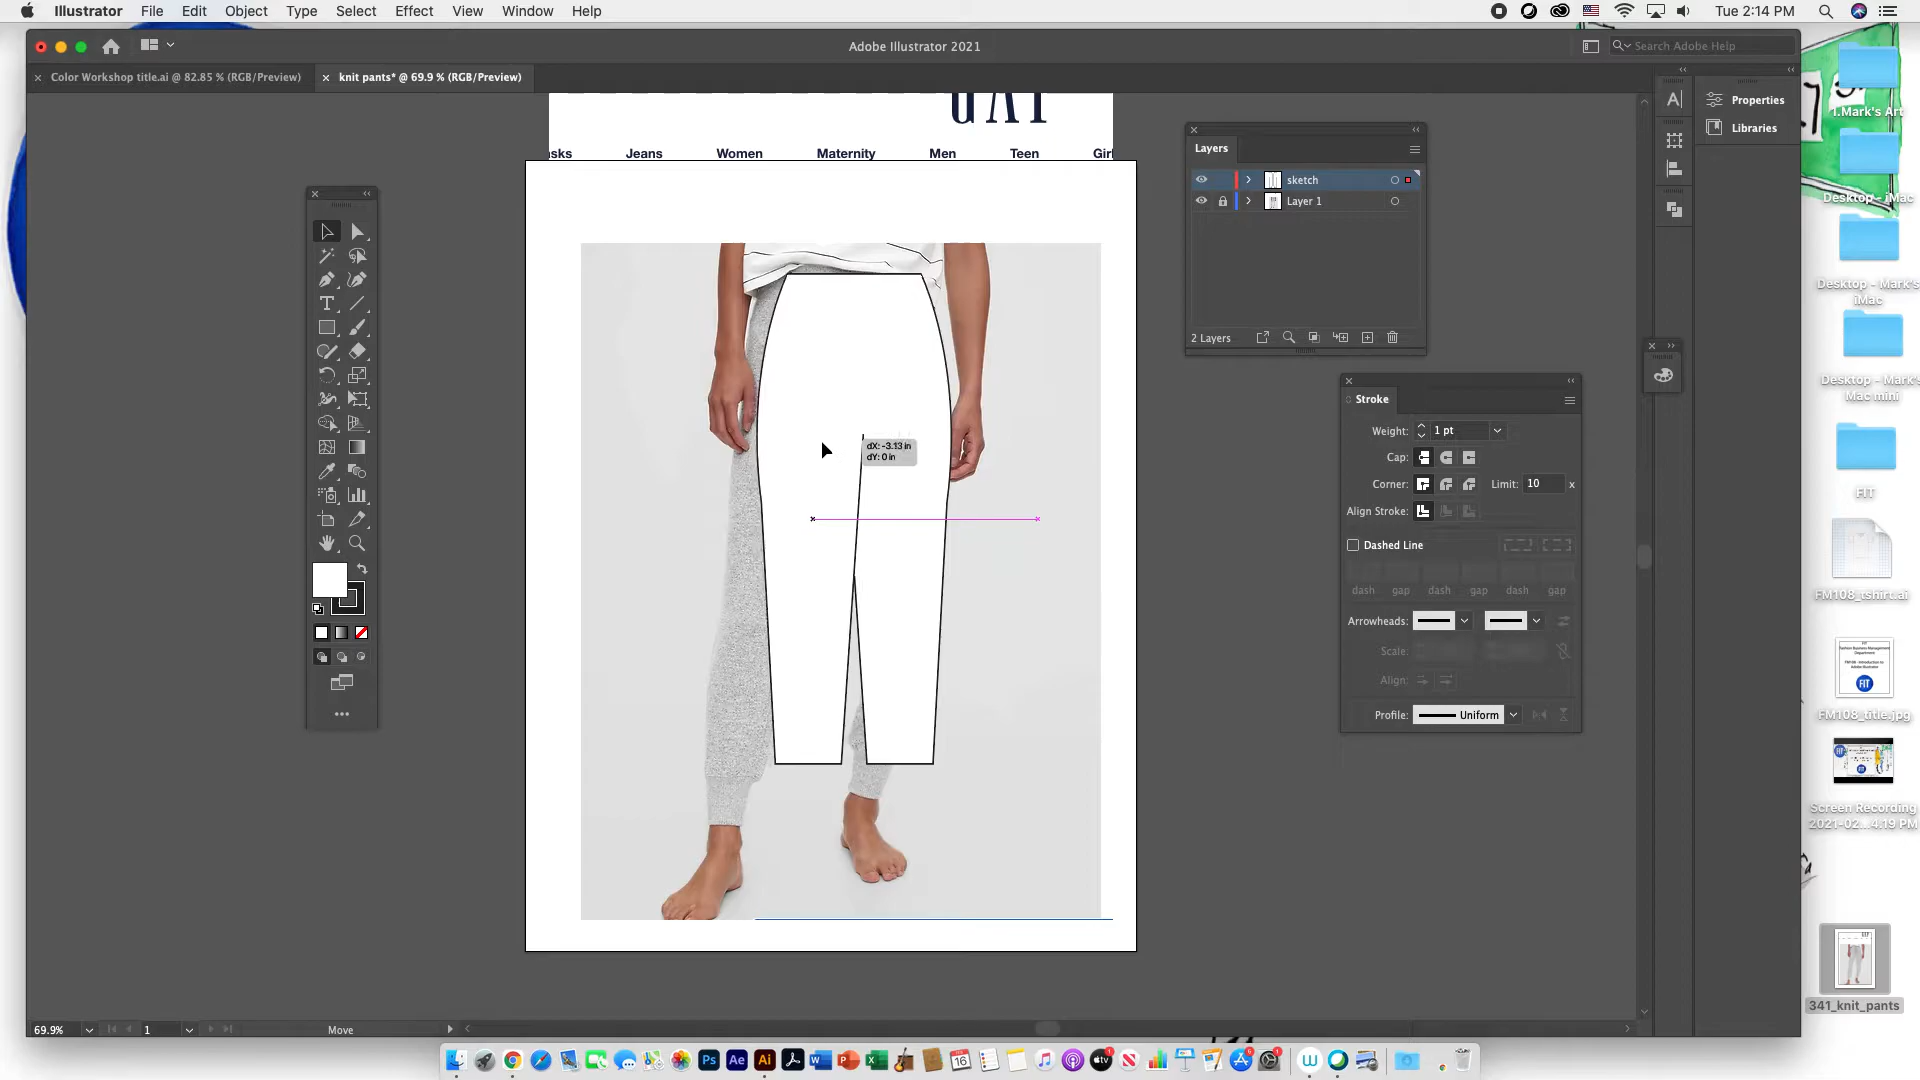 Illustrator File Edit Object Type Select Effect View Window Help
Tue 2:14 PM
Adobe Illustrator 2021
Search Adobe Help
Color Workshop title.ai @ 82.85 % (RGB/Preview)
knit pants* @ 69.9 % (RGB/Preview)
Jeans Women Maternity Men Teen
Layers
sketch
Layer 1
2 Layers
Properties
Libraries
dX: -3.13 in
dY: 0 in
Stroke
Weight: 1 pt
Cap:
Corner: Limit: 10 x
Align Stroke:
Dashed Line
dash gap dash gap dash gap
Arrowheads:
Scale:
Align:
Profile: Uniform
I.Mark's Art
Desktop - iMac
Desktop - Mark's
iMac
Desktop - Mark's
Mac mini
FIT
FM108_tshirt.ai
FM108_title.jpg
Screen Recording
2021-02...4.19 PM
341_knit_pants
69.9% 1 Move